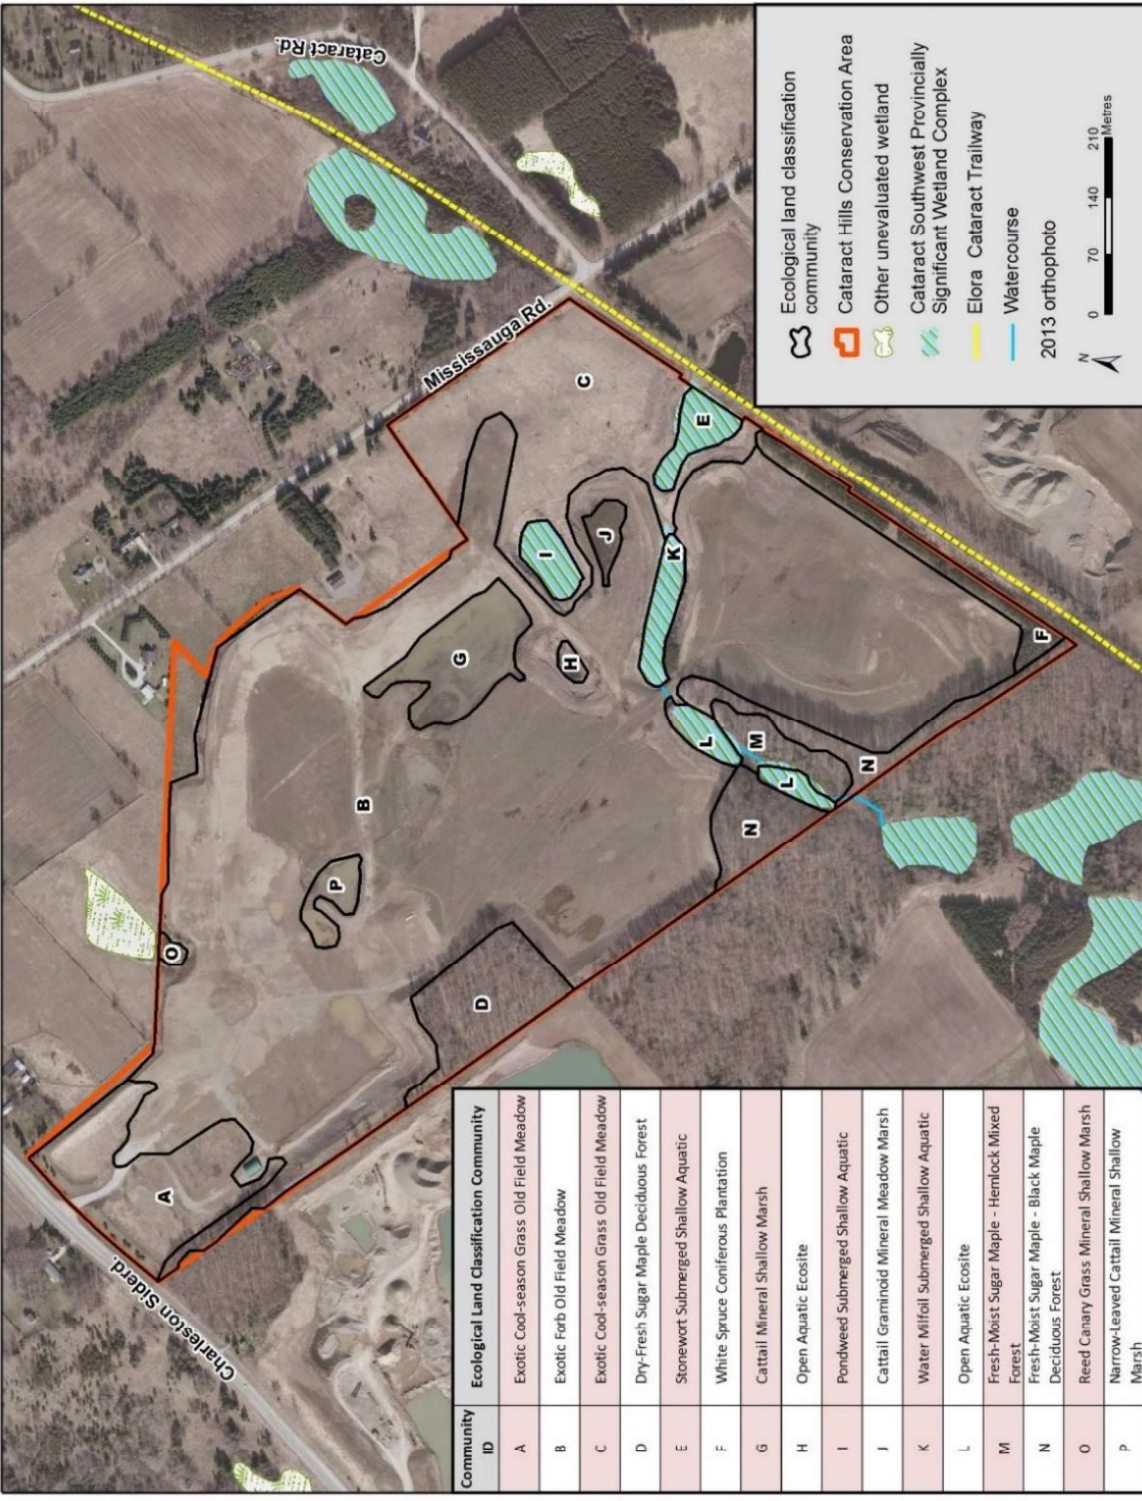 Charleston Siderd.
Mississauga Rd.
Cataract Rd.
A
B
C
D
E
F
G
H
I
J
K
L
L
M
N
N
O
P
Community ID Ecological Land Classification Community
A Exotic Cool-season Grass Old Field Meadow
B Exotic Forb Old Field Meadow
C Exotic Cool-season Grass Old Field Meadow
D Dry-Fresh Sugar Maple Deciduous Forest
E Stonewort Submerged Shallow Aquatic
F White Spruce Coniferous Plantation
G Cattail Mineral Shallow Marsh
H Open Aquatic Ecosite
I Pondweed Submerged Shallow Aquatic
J Cattail Graminoid Mineral Meadow Marsh
K Water Milfoil Submerged Shallow Aquatic
L Open Aquatic Ecosite
M Fresh-Moist Sugar Maple - Hemlock Mixed
Forest
N Fresh-Moist Sugar Maple - Black Maple
Deciduous Forest
O Reed Canary Grass Mineral Shallow Marsh
P Narrow-Leaved Cattail Mineral Shallow
Marsh
Ecological land classification
community
Cataract Hills Conservation Area
Other unevaluated wetland
Cataract Southwest Provincially
Significant Wetland Complex
Elora Cataract Trailway
Watercourse
2013 orthophoto
N
0 70 140 210
Metres